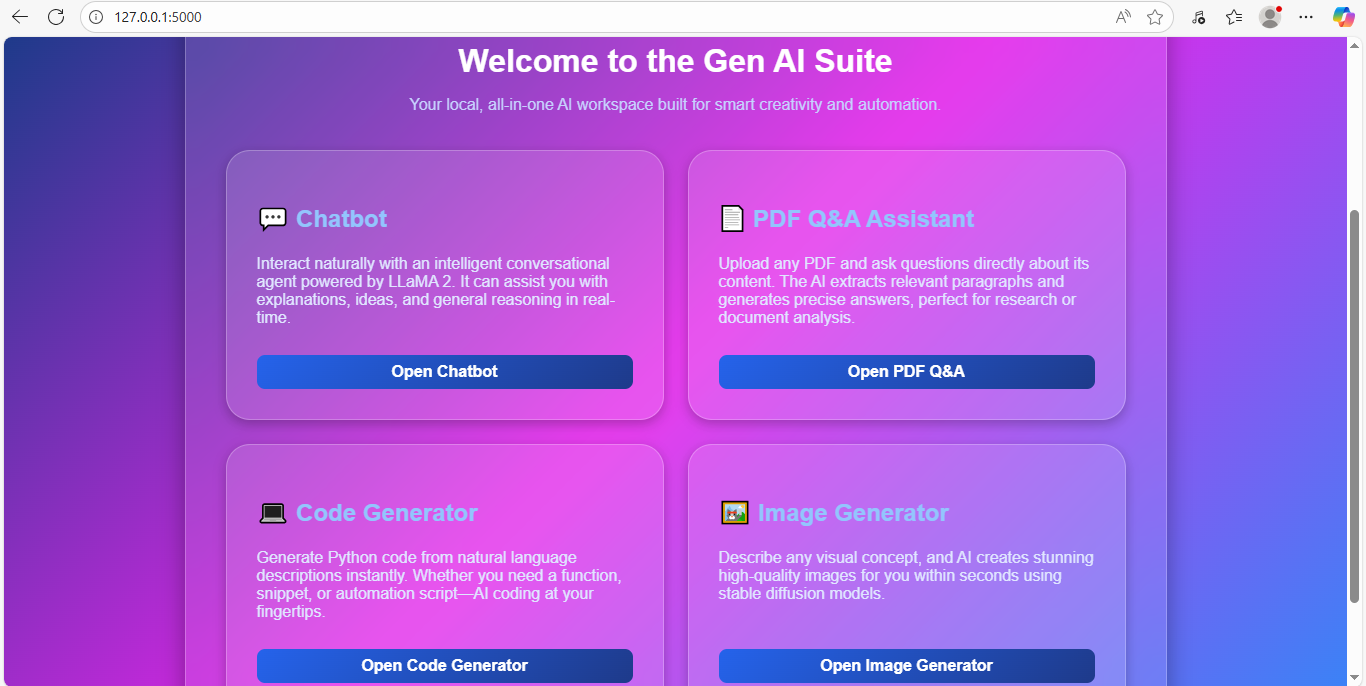 127.0.0.1:5000
Welcome to the Gen AI Suite
Your local, all-in-one AI workspace built for smart creativity and automation.
Chatbot
Interact naturally with an intelligent conversational
agent powered by LLaMA 2. It can assist you with
explanations, ideas, and general reasoning in real-
time.
Open Chatbot
PDF Q&A Assistant
Upload any PDF and ask questions directly about its
content. The AI extracts relevant paragraphs and
generates precise answers, perfect for research or
document analysis.
Open PDF Q&A
Code Generator
Generate Python code from natural language
descriptions instantly. Whether you need a function,
snippet, or automation script—AI coding at your
fingertips.
Open Code Generator
Image Generator
Describe any visual concept, and AI creates stunning
high-quality images for you within seconds using
stable diffusion models.
Open Image Generator